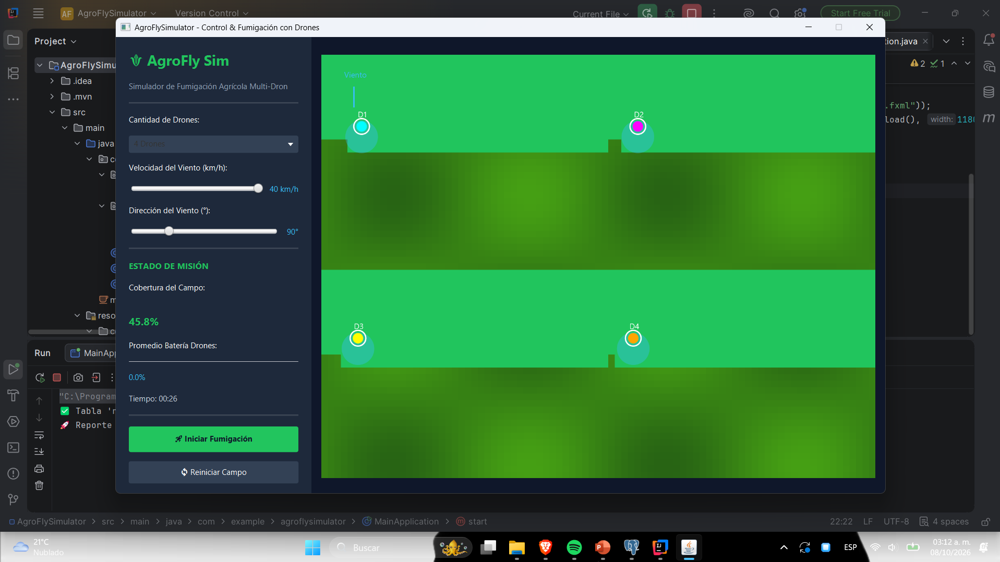 AF AgroFlySimulator
Version Control
Current File
Start Free Trial
AgroFlySimulator - Control & Fumigación con Drones
Project
AgroFlySimu
.idea
.mvn
src
main
java
reso
AgroFly Sim
Simulador de Fumigación Agrícola Multi-Dron
Cantidad de Drones:
4 Drones
Velocidad del Viento (km/h):
40 km/h
Dirección del Viento (°):
90°
ESTADO DE MISIÓN
Cobertura del Campo:
45.8%
Promedio Batería Drones:
0.0%
Tiempo: 00:26
Iniciar Fumigación
Reiniciar Campo
Viento
D1
D2
D3
D4
tion.java
2 1
.fxml"));
load(), width: 1180
Run
MainApp
"C:\Program
Tabla 'r
Reporte
AgroFlySimulator > src > main > java > com > example > agroflysimulator > MainApplication > start
22:22 LF UTF-8 4 spaces
21°C
Nublado
Buscar
ESP
03:12 a. m.
08/10/2026